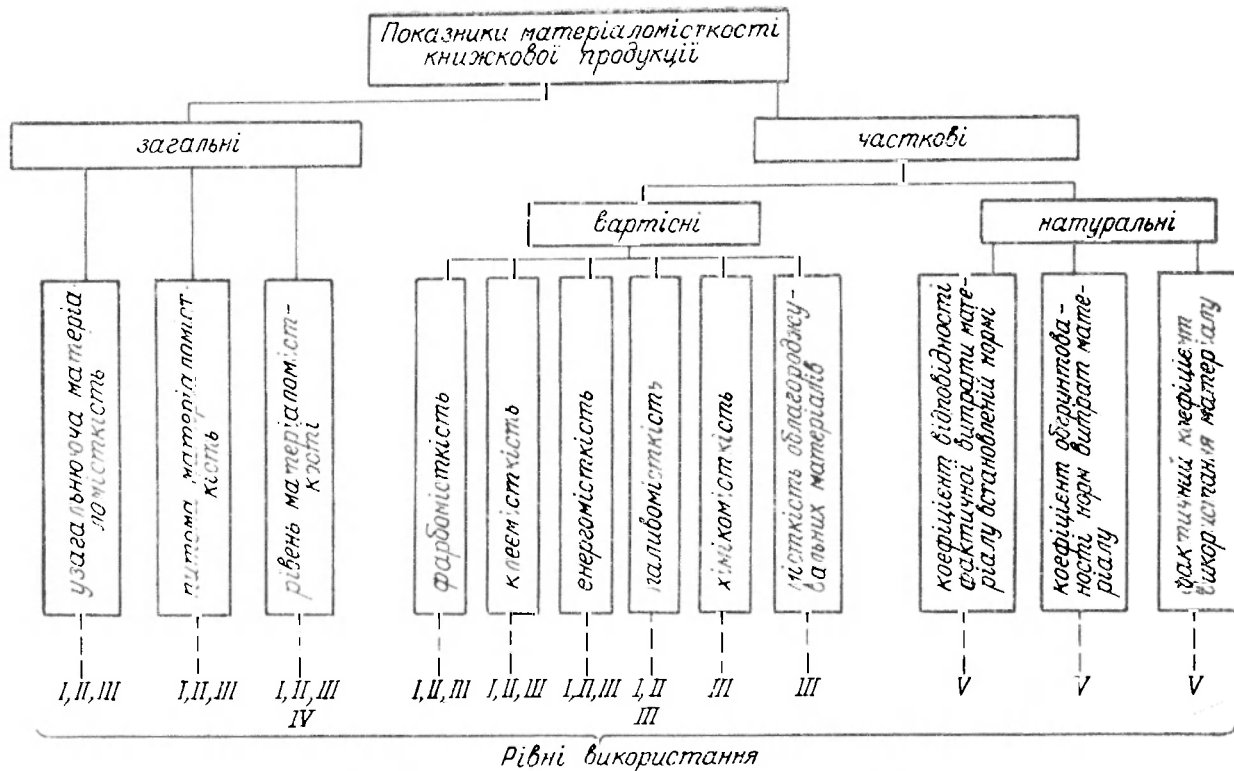 Показники матеріаломісткості
книжкової продукції
загальні
часткові
вартісні
натуральні
узагальнююча матеріа
ломісткість
питома матеріаломіст
кість
рівень матеріаломіст-
кості
фарбомісткість
клеємісткість
енергомісткість
паливомісткість
хімікомісткість
місткість облагороджу-
вальних матеріалів
коефіцієнт відповідності
фактичної витрати мате-
ріалу встановленій нормі
коефіцієнт обґрунтова-
ності норм витрат мате-
ріалу
фактичний коефіцієнт
використання матеріалу
I, II, III
I, II, III
I, II, III
IV
I, II, III
I, II, III
I, II, III
I, II
III
III
III
V
V
V
Рівні використання